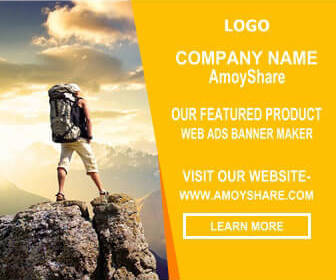 LOGO
COMPANY NAME
AmoyShare
OUR FEATURED PRODUCT
WEB ADS BANNER MAKER
VISIT OUR WEBSITE-
WWW.AMOYSHARE.COM
LEARN MORE